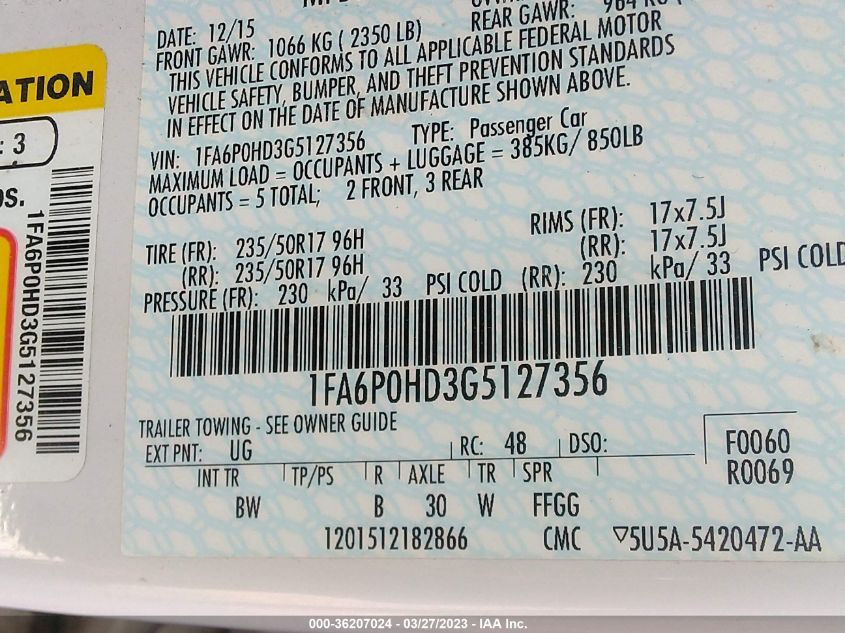 DATE: 12/15
REAR GAWR:
FRONT GAWR: 1066 KG ( 2350 LB)
THIS VEHICLE CONFORMS TO ALL APPLICABLE FEDERAL MOTOR
VEHICLE SAFETY, BUMPER, AND THEFT PREVENTION STANDARDS
IN EFFECT ON THE DATE OF MANUFACTURE SHOWN ABOVE.
VIN: 1FA6P0HD3G5127356 TYPE: Passenger Car
MAXIMUM LOAD = OCCUPANTS + LUGGAGE = 385KG/ 850LB
OCCUPANTS = 5 TOTAL; 2 FRONT, 3 REAR
TIRE (FR): 235/50R17 96H RIMS (FR): 17x7.5J
(RR): 235/50R17 96H (RR): 17x7.5J
PRESSURE (FR): 230 kPa/ 33 PSI COLD (RR): 230 kPa/ 33 PSI COLD
1FA6P0HD3G5127356
TRAILER TOWING - SEE OWNER GUIDE
EXT PNT: UG RC: 48 DSO:
F0060
R0069
INT TR TP/PS R AXLE TR SPR
BW B 30 W FFGG
1201512182866 CMC ▽5U5A-5420472-AA
ATION
: 3
OS.
1FA6P0HD3G5127356
000-36207024 - 03/27/2023 - IAA Inc.